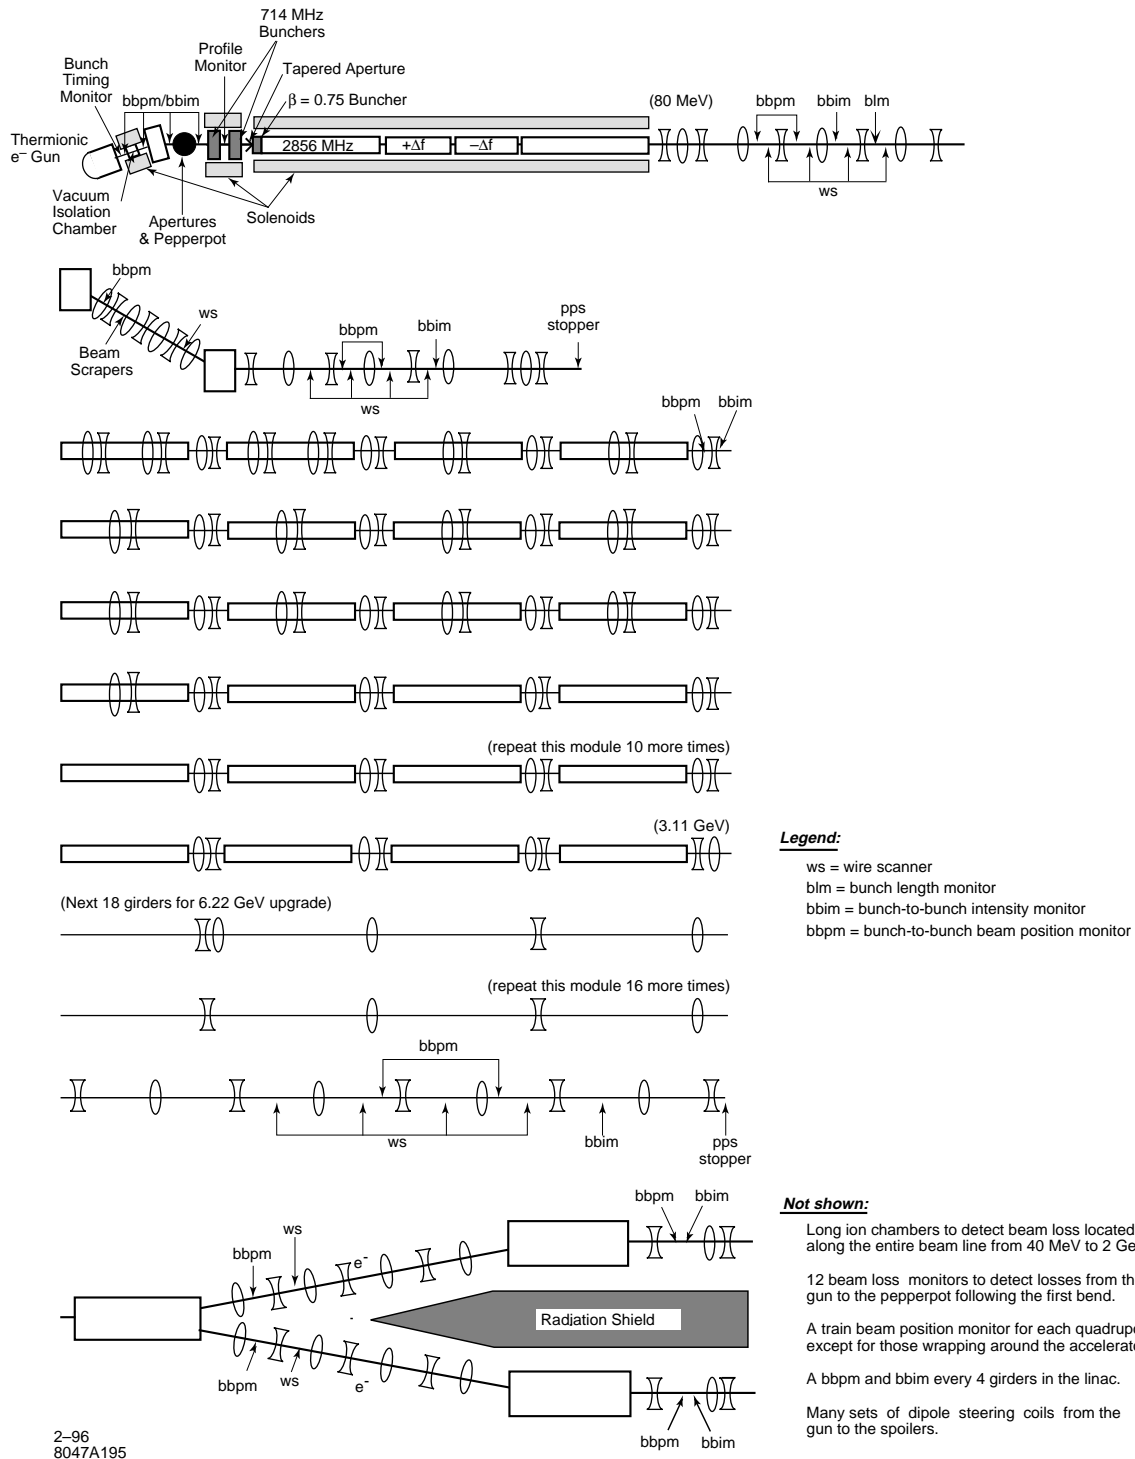 714 MHz
Bunchers
Profile
Monitor
Bunch
Timing
Monitor
bbpm/bbim
Tapered Aperture
β = 0.75 Buncher
(80 MeV)
bbpm
bbim
blm
Thermionic
e– Gun
2856 MHz
+Δf
–Δf
ws
Vacuum
Isolation
Chamber
Apertures
& Pepperpot
Solenoids
bbpm
ws
Beam
Scrapers
bbpm
bbim
pps
stopper
ws
bbpm
bbim
(repeat this module 10 more times)
(3.11 GeV)
Legend:
ws = wire scanner
blm = bunch length monitor
bbim = bunch-to-bunch intensity monitor
bbpm = bunch-to-bunch beam position monitor
(Next 18 girders for 6.22 GeV upgrade)
(repeat this module 16 more times)
bbpm
ws
bbim
pps
stopper
bbpm
bbim
ws
bbpm
e-
Radiation Shield
-
bbpm
ws
e-
bbpm
bbim
Not shown:
Long ion chambers to detect beam loss located
along the entire beam line from 40 MeV to 2 Ge
12 beam loss monitors to detect losses from th
gun to the pepperpot following the first bend.
A train beam position monitor for each quadrupo
except for those wrapping around the accelerat
A bbpm and bbim every 4 girders in the linac.
Many sets of dipole steering coils from the
gun to the spoilers.
2–96
8047A195